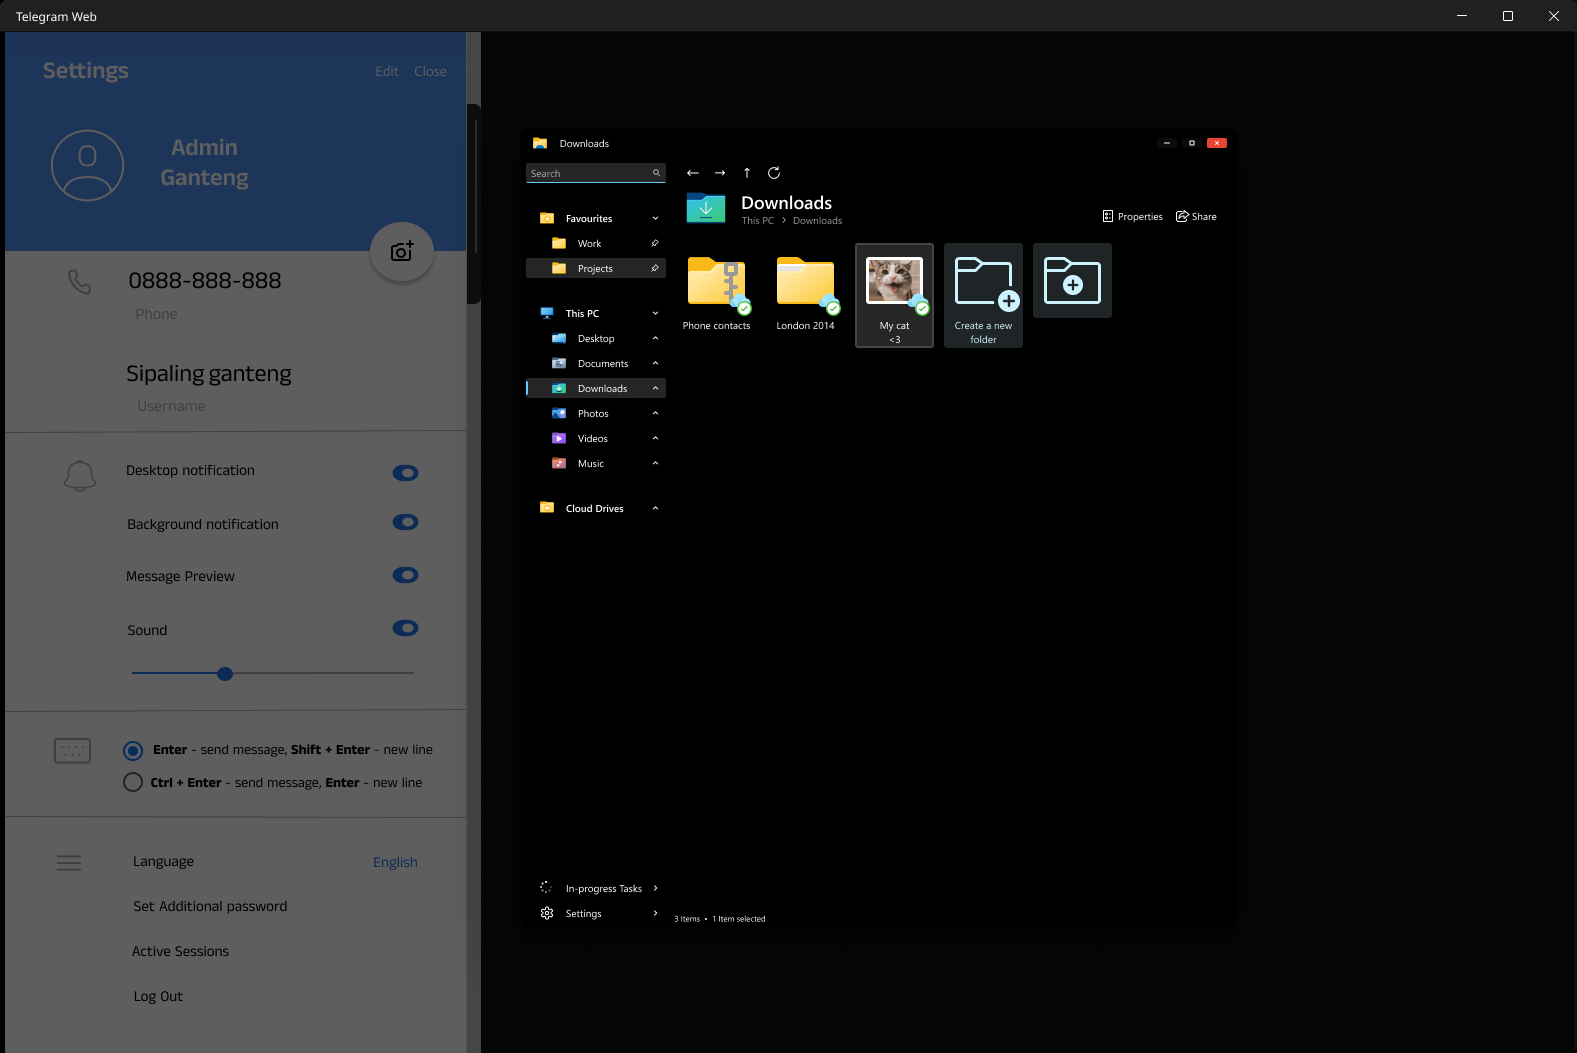 Telegram Web
Settings
Edit
Close
Admin
Ganteng
0888-888-888
Phone
Sipaling ganteng
Username
Desktop notification
Background notification
Message Preview
Sound
Enter - send message, Shift + Enter - new line
Ctrl + Enter - send message, Enter - new line
Language
English
Set Additional password
Active Sessions
Log Out
Downloads
Search
Favourites
Work
Projects
This PC
Desktop
Documents
Downloads
Photos
Videos
Music
Cloud Drives
In-progress Tasks
Settings
Downloads
This PC > Downloads
Properties
Share
Phone contacts
London 2014
My cat
<3
Create a new
folder
3 Items • 1 Item selected